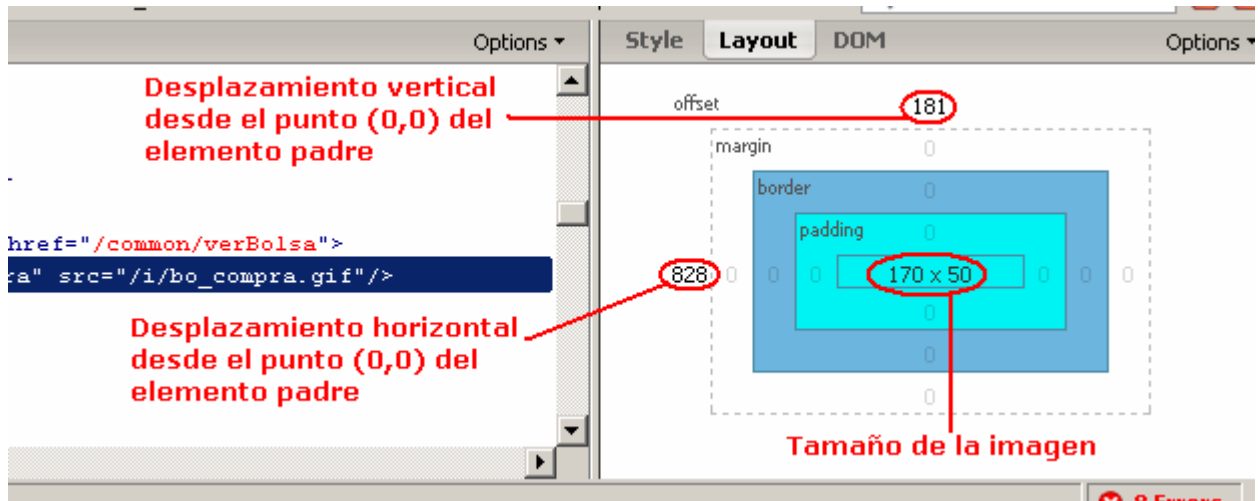 Options
Style Layout DOM
Options
Desplazamiento vertical
desde el punto (0,0) del
elemento padre
href="/common/verBolsa">
ra" src="/i/bo_compra.gif"/>
Desplazamiento horizontal
desde el punto (0,0) del
elemento padre
offset
181
margin
0
border
0
padding
0
828 0 0 0 170 x 50 0 0 0
0
0
0
Tamaño de la imagen